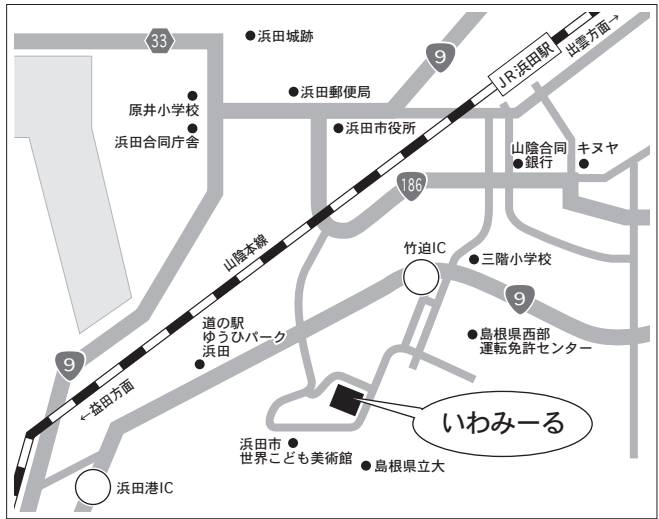 33
浜田城跡
9
JR浜田駅
出雲方面→
原井小学校
浜田郵便局
浜田合同庁舎
浜田市役所
山陰合同
銀行
キヌヤ
186
山陰本線
竹迫IC
三階小学校
9
道の駅
ゆうひパーク
浜田
島根県西部
運転免許センター
9
←益田方面
いわみーる
浜田市
世界こども美術館
島根県立大
浜田港IC